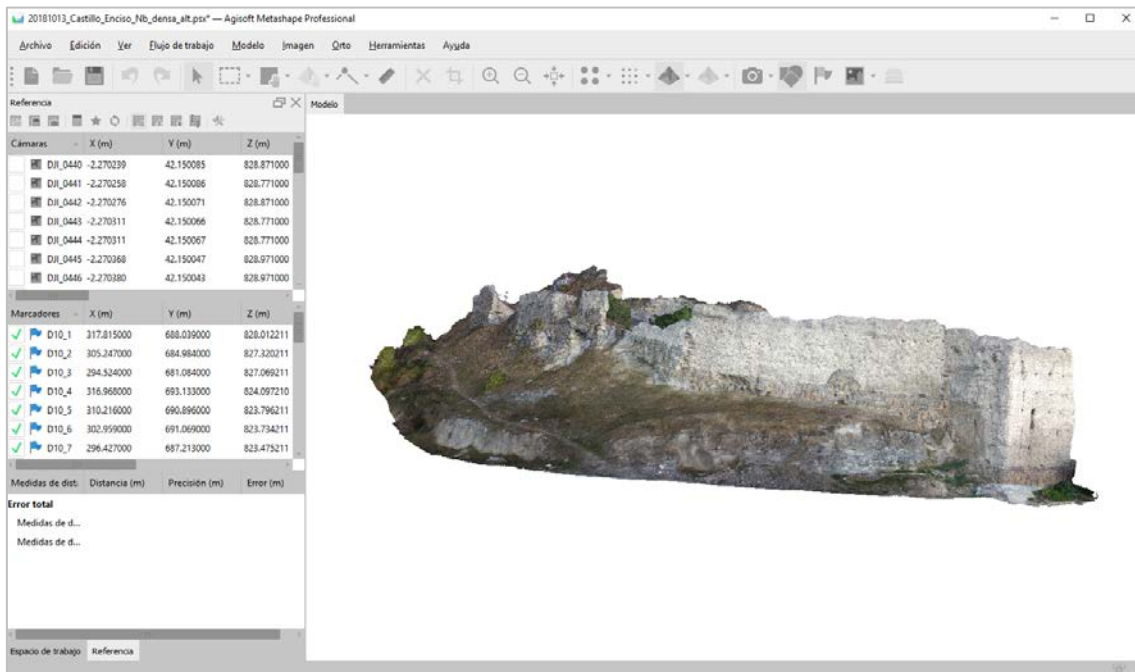 20181013_Castillo_Enciso_Nb_densa_alt.psx* — Agisoft Metashape Professional
Archivo Edición Ver Flujo de trabajo Modelo Imagen Orto Herramientas Ayuda
Referencia
Modelo
Cámaras X (m) Y (m) Z (m)
DJI_0440 -2.270239 42.150085 828.871000
DJI_0441 -2.270258 42.150086 828.771000
DJI_0442 -2.270276 42.150071 828.871000
DJI_0443 -2.270311 42.150066 828.771000
DJI_0444 -2.270311 42.150067 828.771000
DJI_0445 -2.270368 42.150047 828.971000
DJI_0446 -2.270380 42.150043 828.971000
Marcadores X (m) Y (m) Z (m)
D10_1 317.815000 688.039000 828.012211
D10_2 305.247000 684.984000 827.320211
D10_3 294.524000 681.084000 827.069211
D10_4 316.968000 693.133000 824.097210
D10_5 310.216000 690.896000 823.796211
D10_6 302.959000 691.069000 823.734211
D10_7 296.427000 687.213000 823.475211
Medidas de dist. Distancia (m) Precisión (m) Error (m)
Error total
Medidas de d...
Medidas de d...
Espacio de trabajo Referencia